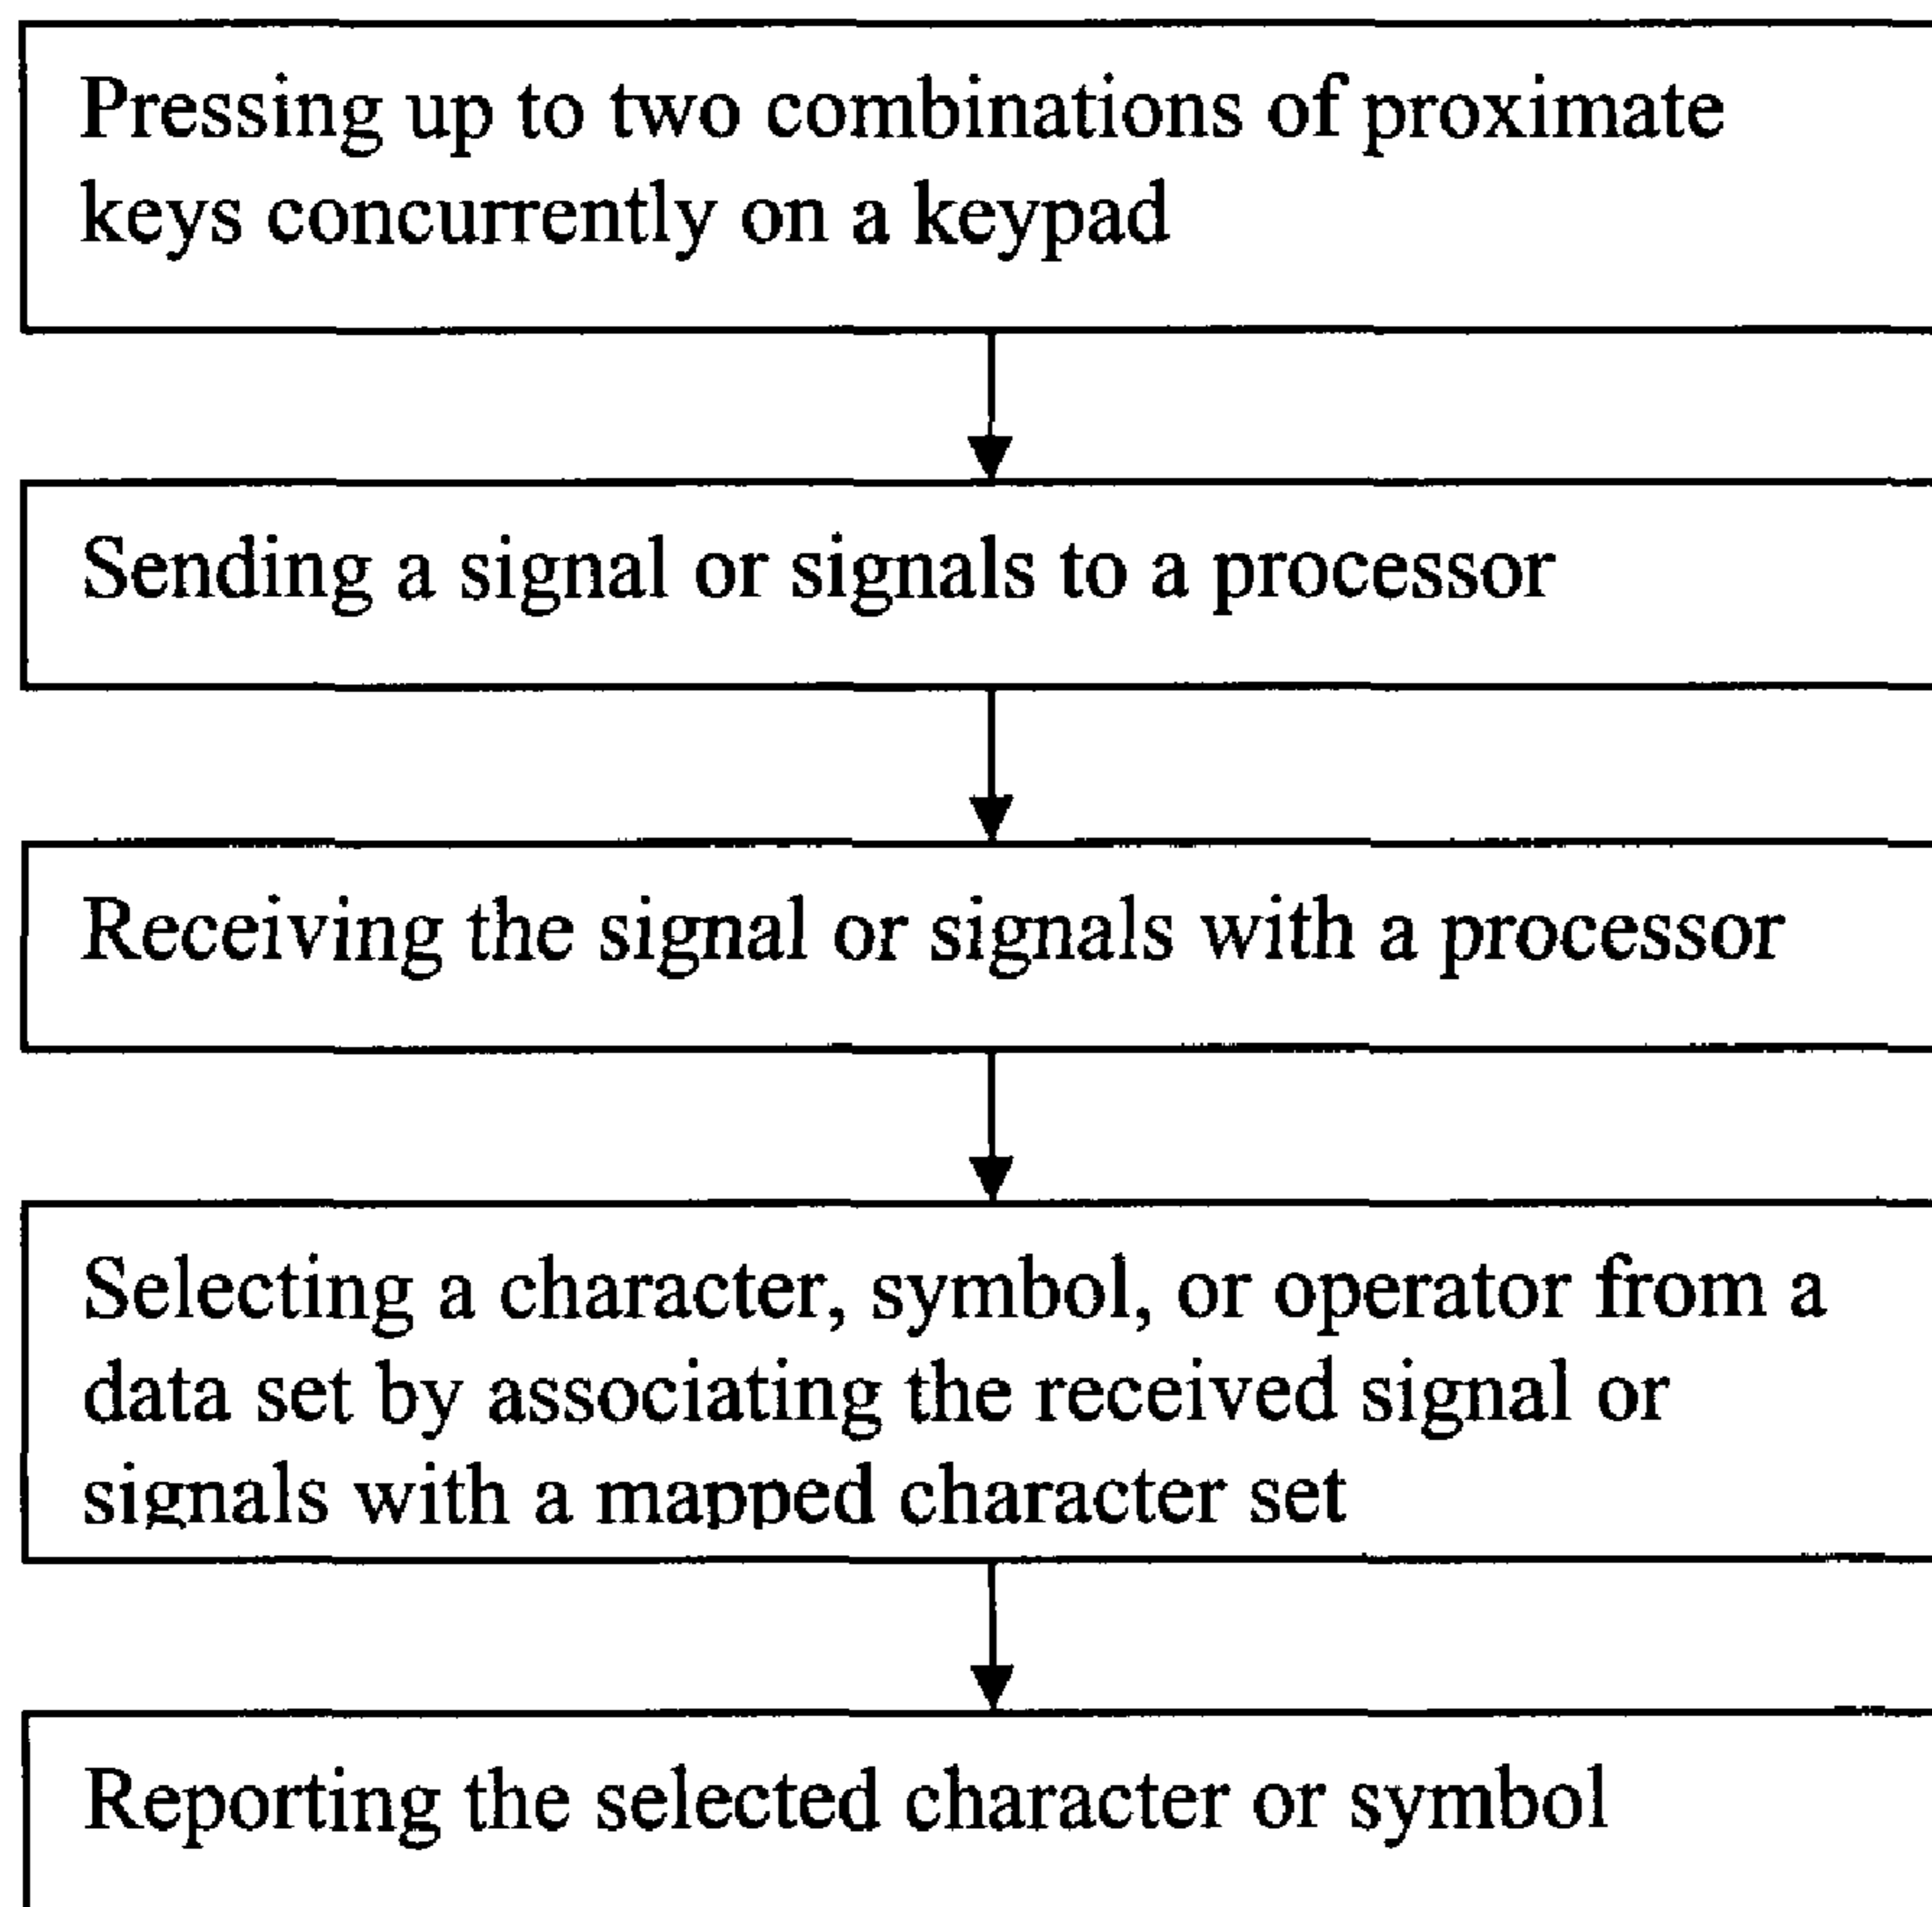 Pressing up to two combinations of proximate
keys concurrently on a keypad
Sending a signal or signals to a processor
Receiving the signal or signals with a processor
Selecting a character, symbol, or operator from a
data set by associating the received signal or
signals with a mapped character set
Reporting the selected character or symbol